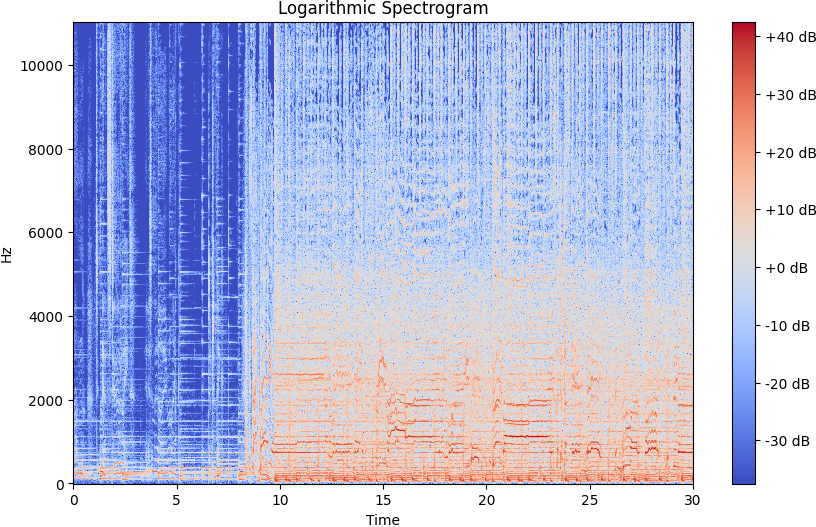 Logarithmic Spectrogram
Hz
10000
8000
6000
4000
2000
0
0 5 10 15 20 25 30
Time
+40 dB
+30 dB
+20 dB
+10 dB
+0 dB
-10 dB
-20 dB
-30 dB